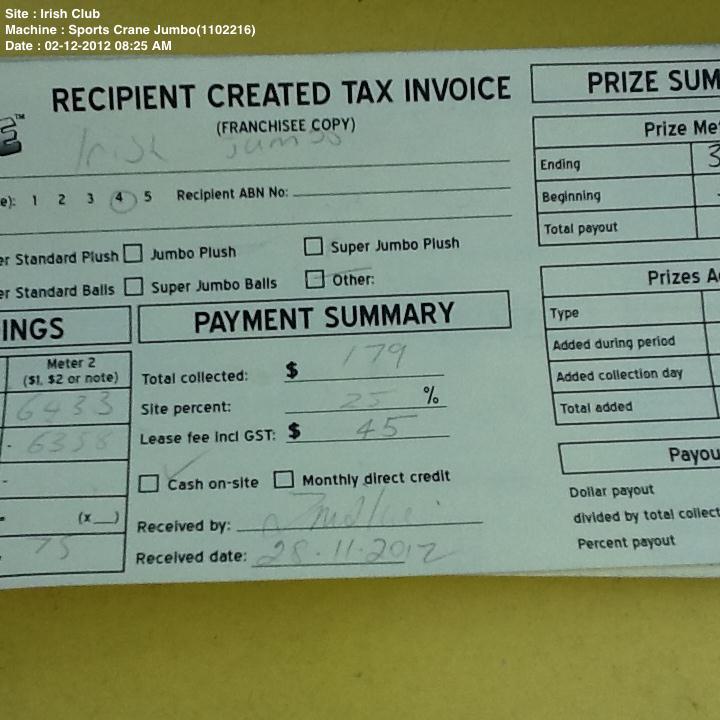 Site : Irish Club
Machine : Sports Crane Jumbo(1102216)
Date : 02-12-2012 08:25 AM
RECIPIENT CREATED TAX INVOICE
(FRANCHISEE COPY)
Irish Jumbo
e): 1 2 3 4 5 Recipient ABN No:
er Standard Plush Jumbo Plush Super Jumbo Plush
er Standard Balls Super Jumbo Balls Other:
INGS
Meter 2
($1, $2 or note)
6433
- 6358
-
= (x__)
75
PAYMENT SUMMARY
Total collected: $ 179
Site percent: 25 %
Lease fee incl GST: $ 45
Cash on-site Monthly direct credit
Received by:
Received date: 28.11.2012
PRIZE SUM
Prize Me
Ending 3
Beginning
Total payout
Prizes A
Type
Added during period
Added collection day
Total added
Payou
Dollar payout
divided by total collect
Percent payout